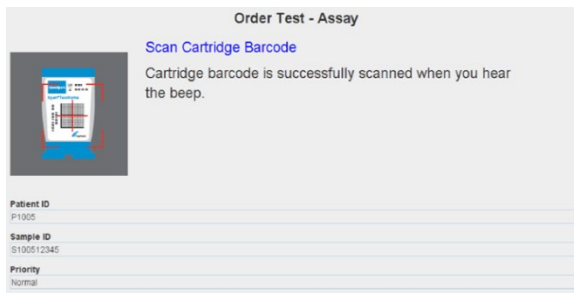 Order Test - Assay
Scan Cartridge Barcode
Cartridge barcode is successfully scanned when you hear
the beep.
Patient ID
P1005
Sample ID
S100512345
Priority
Normal